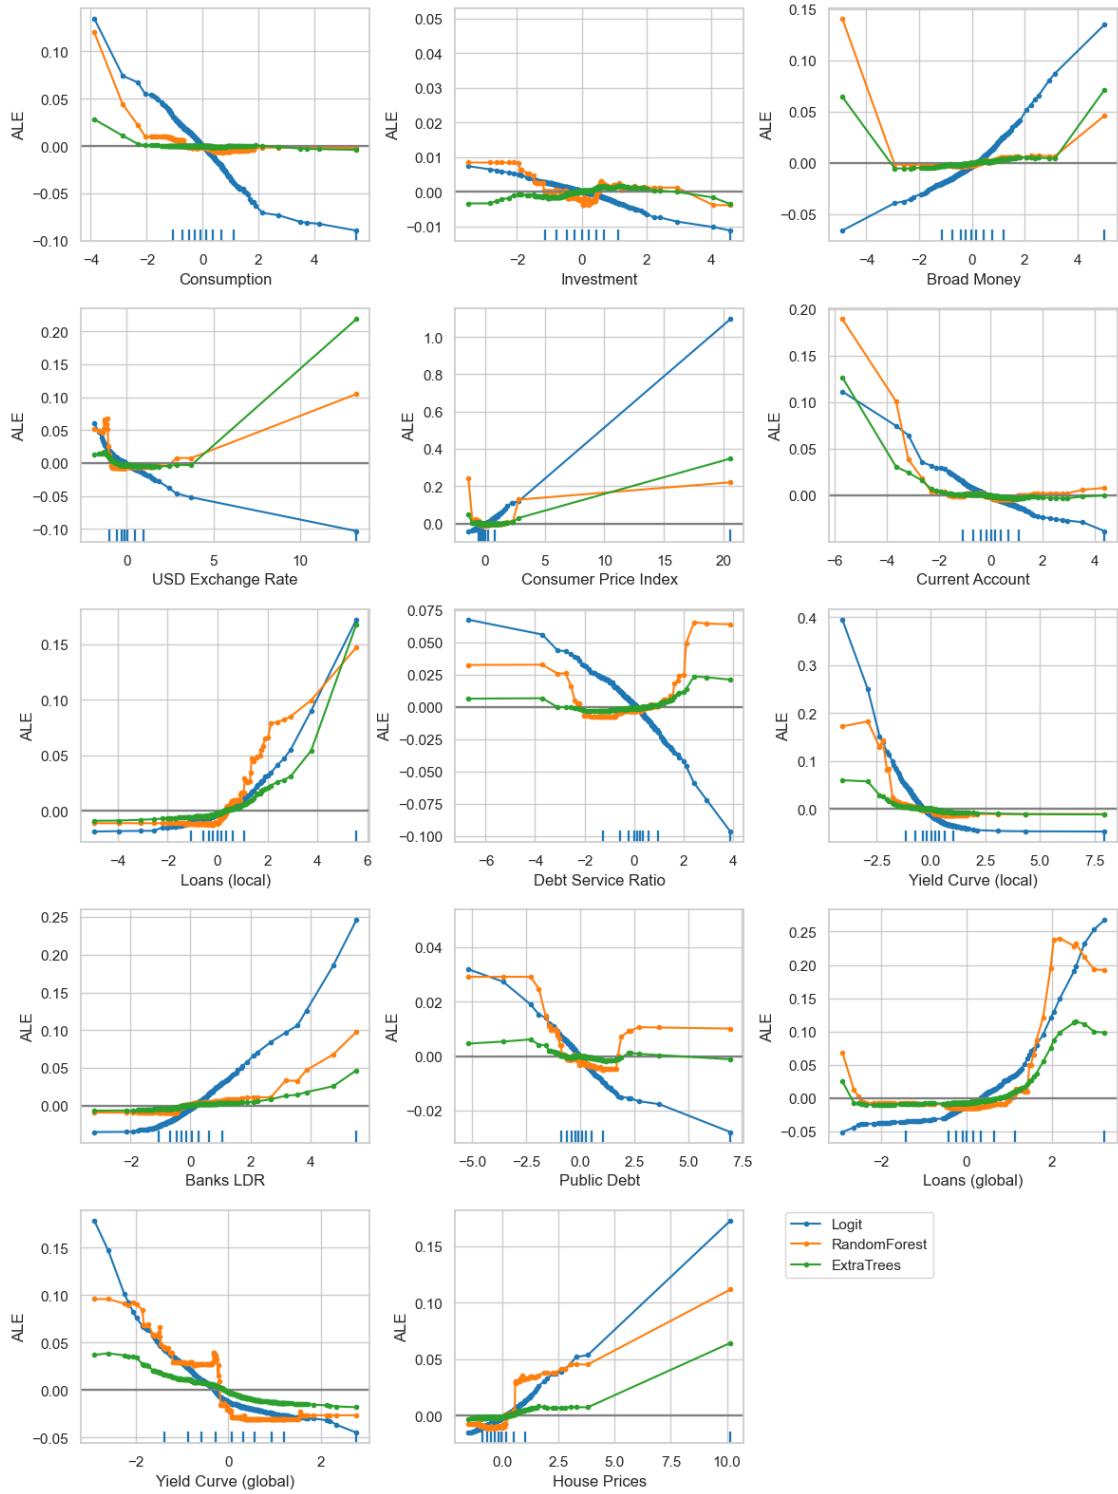 0.10
0.05
0.00
−0.05
−0.10
ALE
−4 −2 0 2 4
Consumption
0.05
0.04
0.03
0.02
0.01
0.00
−0.01
ALE
−2 0 2 4
Investment
0.15
0.10
0.05
0.00
−0.05
ALE
−4 −2 0 2 4
Broad Money
0.20
0.15
0.10
0.05
0.00
−0.05
−0.10
ALE
0 5 10
USD Exchange Rate
1.0
0.8
0.6
0.4
0.2
0.0
ALE
0 5 10 15 20
Consumer Price Index
0.20
0.15
0.10
0.05
0.00
ALE
−6 −4 −2 0 2 4
Current Account
0.15
0.10
0.05
0.00
ALE
−4 −2 0 2 4 6
Loans (local)
0.075
0.050
0.025
0.000
−0.025
−0.050
−0.075
−0.100
ALE
−6 −4 −2 0 2 4
Debt Service Ratio
0.4
0.3
0.2
0.1
0.0
ALE
−2.5 0.0 2.5 5.0 7.5
Yield Curve (local)
0.25
0.20
0.15
0.10
0.05
0.00
ALE
−2 0 2 4
Banks LDR
0.04
0.02
0.00
−0.02
ALE
−5.0 −2.5 0.0 2.5 5.0 7.5
Public Debt
0.25
0.20
0.15
0.10
0.05
0.00
−0.05
ALE
−2 0 2
Loans (global)
0.15
0.10
0.05
0.00
−0.05
ALE
−2 0 2
Yield Curve (global)
0.15
0.10
0.05
0.00
ALE
0.0 2.5 5.0 7.5 10.0
House Prices
Logit
RandomForest
ExtraTrees